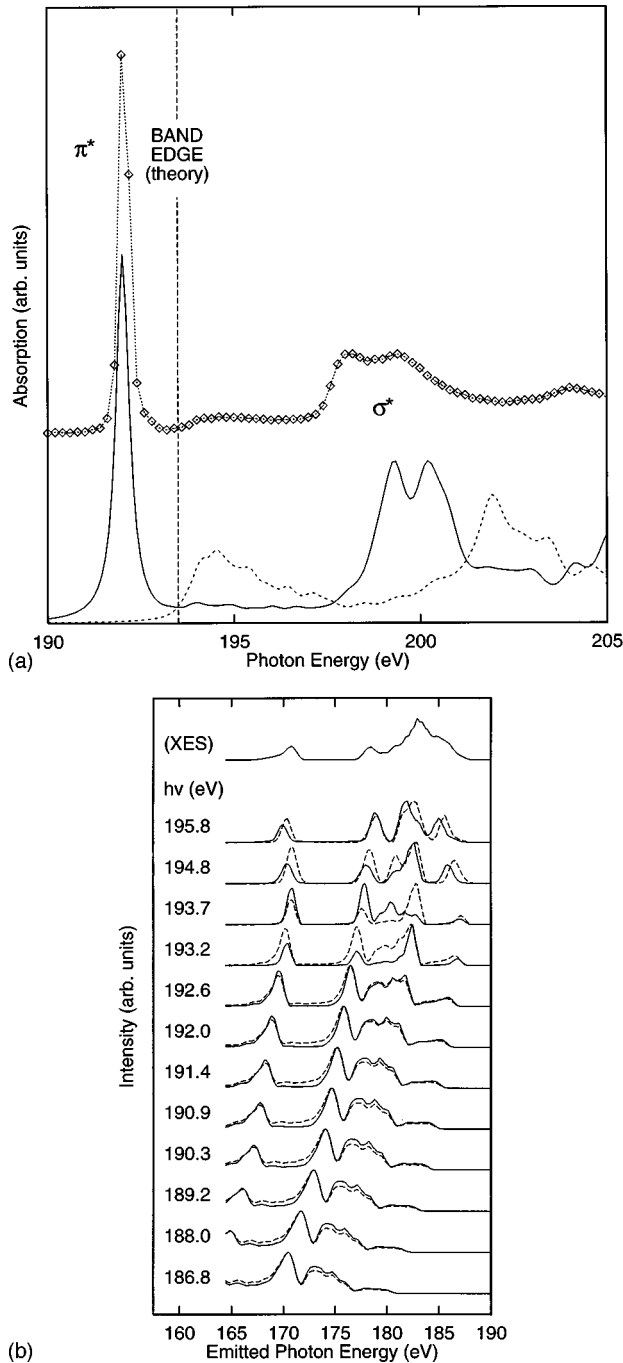 π*
BAND
EDGE
(theory)
σ*
Absorption (arb. units)
190 195 200 205
Photon Energy (eV)
(a)
(XES)
hν (eV)
195.8
194.8
193.7
193.2
192.6
192.0
191.4
190.9
190.3
189.2
188.0
186.8
Intensity (arb. units)
160 165 170 175 180 185 190
Emitted Photon Energy (eV)
(b)